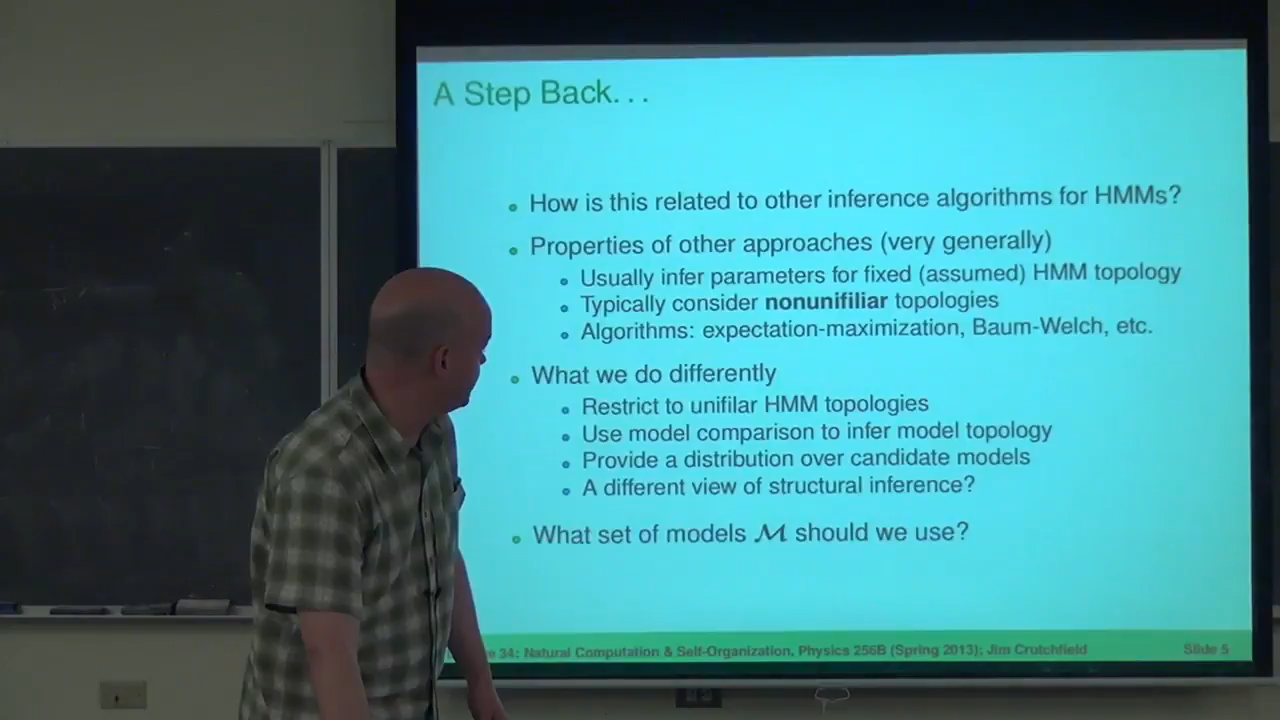 A Step Back. . .
How is this related to other inference algorithms for HMMs?
Properties of other approaches (very generally)
Usually infer parameters for fixed (assumed) HMM topology
Typically consider nonunifiliar topologies
Algorithms: expectation-maximization, Baum-Welch, etc.
What we do differently
Restrict to unifilar HMM topologies
Use model comparison to infer model topology
Provide a distribution over candidate models
A different view of structural inference?
What set of models ℳ should we use?
e 34: Natural Computation & Self-Organization, Physics 256B (Spring 2013); Jim Crutchfield Slide 5